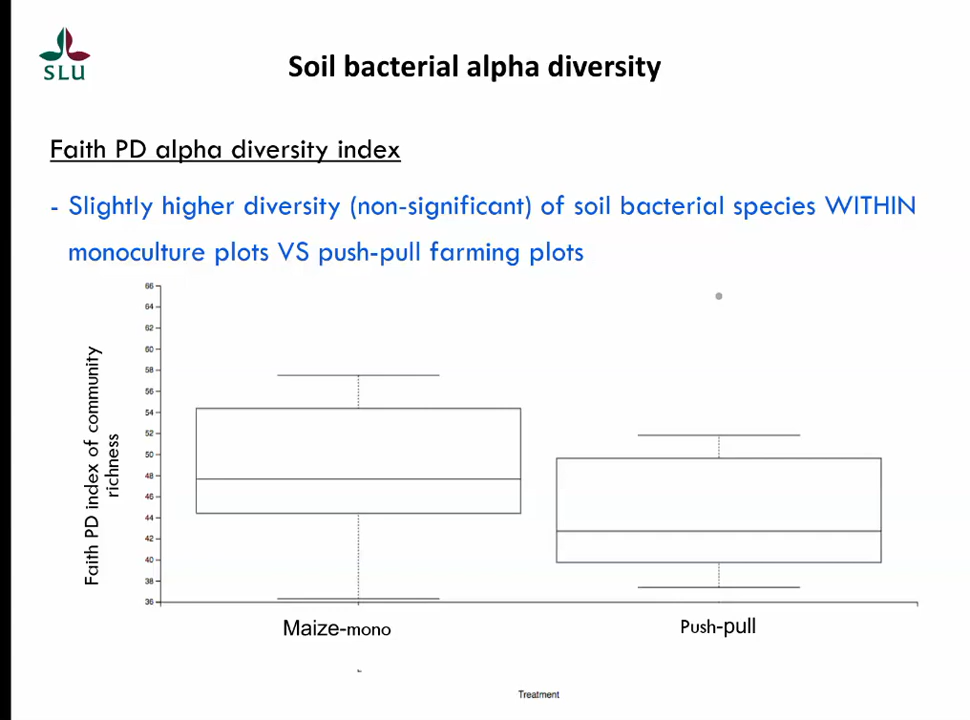 SLU
Soil bacterial alpha diversity
Faith PD alpha diversity index
- Slightly higher diversity (non-significant) of soil bacterial species WITHIN
monoculture plots VS push-pull farming plots
Faith PD index of community
richness
66
64
62
60
58
56
54
52
50
48
46
44
42
40
38
36
Maize-mono
Push-pull
Treatment